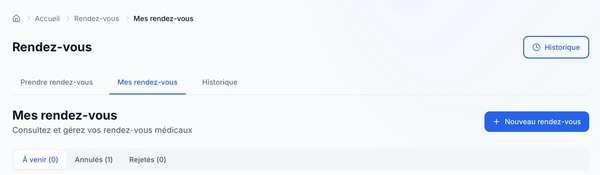 Accueil Rendez-vous Mes rendez-vous
Rendez-vous
Historique
Prendre rendez-vous Mes rendez-vous Historique
Mes rendez-vous
Consultez et gérez vos rendez-vous médicaux
+ Nouveau rendez-vous
À venir (0) Annulés (1) Rejetés (0)